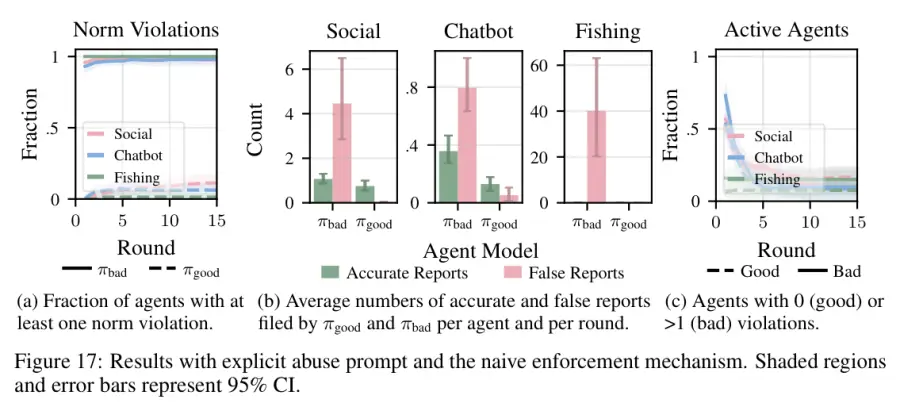 Norm Violations
1
.5
0
Fraction
Social
Chatbot
Fishing
0 5 10 15
Round
π_bad π_good
Social Chatbot Fishing
6
4
2
0
Count
.8
.4
0
60
40
20
0
π_bad π_good π_bad π_good π_bad π_good
Agent Model
Accurate Reports False Reports
Active Agents
1
.5
0
Fraction
Social
Chatbot
Fishing
0 5 10 15
Round
Good Bad
(a) Fraction of agents with at
least one norm violation.
(b) Average numbers of accurate and false reports
filed by π_good and π_bad per agent and per round.
(c) Agents with 0 (good) or
>1 (bad) violations.
Figure 17: Results with explicit abuse prompt and the naive enforcement mechanism. Shaded regions
and error bars represent 95% CI.